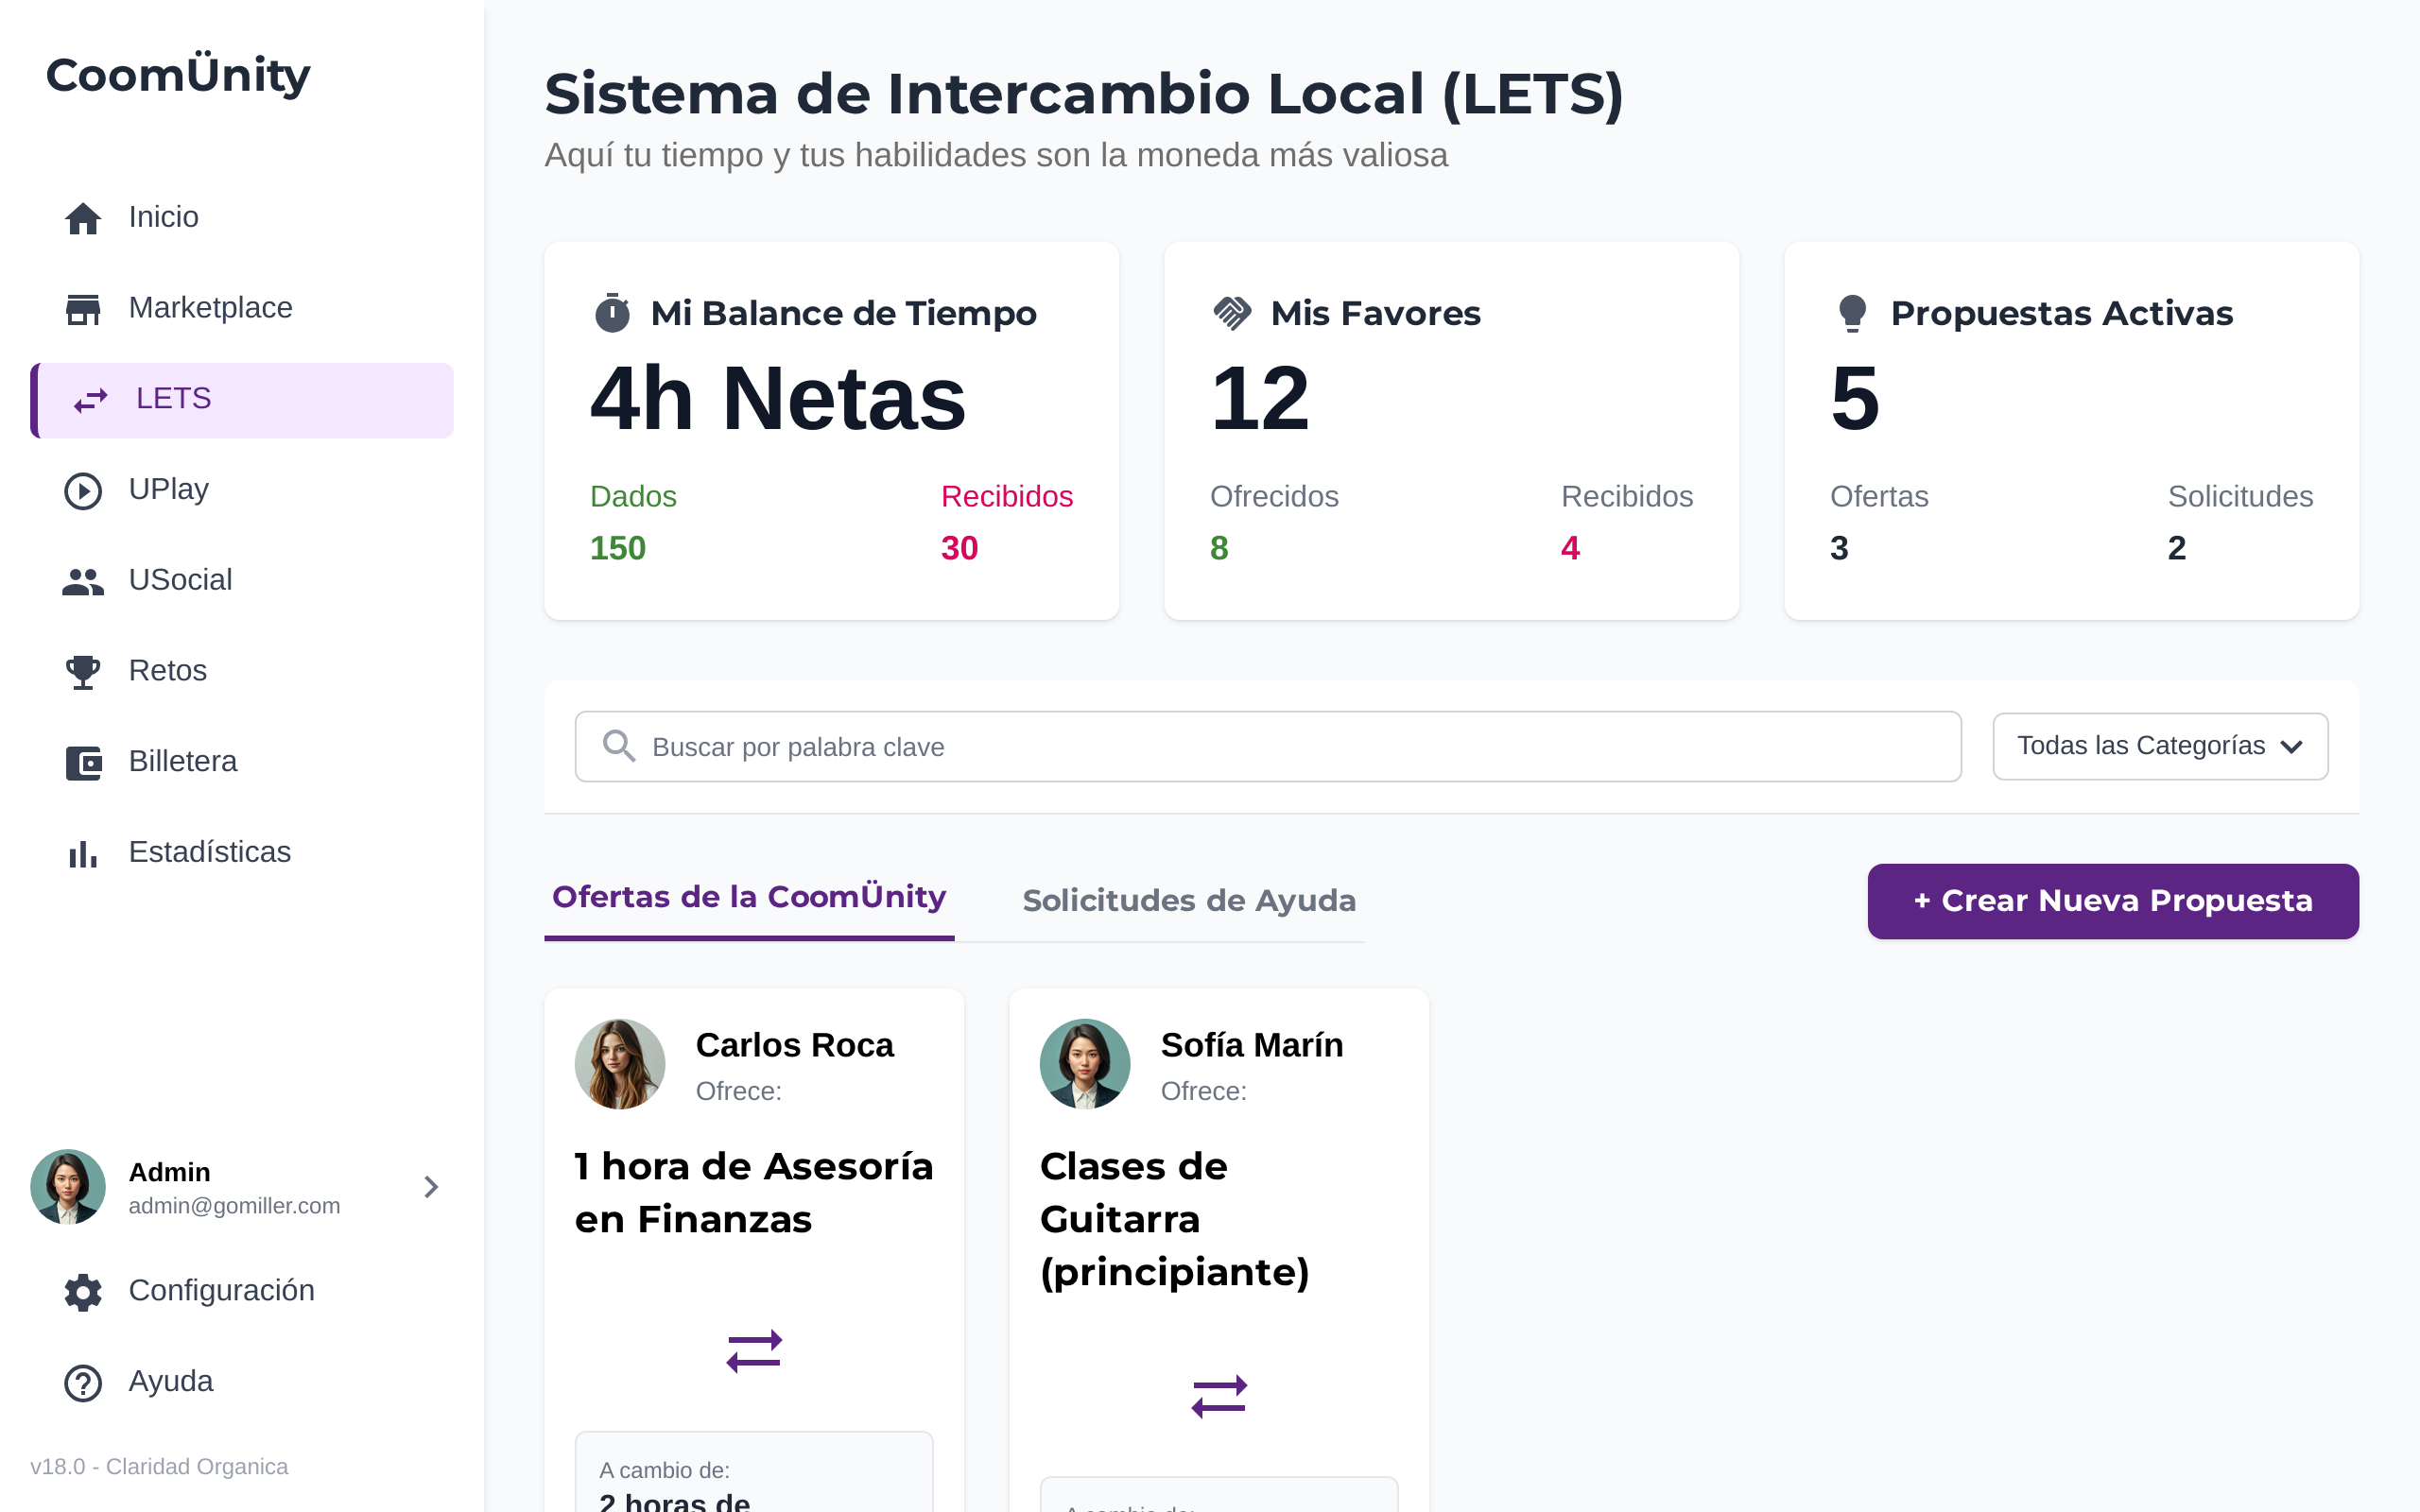 CoomÜnity
Inicio
Marketplace
LETS
UPlay
USocial
Retos
Billetera
Estadísticas
Admin
admin@gomiller.com
Configuración
Ayuda
v18.0 - Claridad Organica
Sistema de Intercambio Local (LETS)
Aquí tu tiempo y tus habilidades son la moneda más valiosa
Mi Balance de Tiempo
4h Netas
Dados
150
Recibidos
30
Mis Favores
12
Ofrecidos
8
Recibidos
4
Propuestas Activas
5
Ofertas
3
Solicitudes
2
Buscar por palabra clave
Todas las Categorías
Ofertas de la CoomÜnity
Solicitudes de Ayuda
+ Crear Nueva Propuesta
Carlos Roca
Ofrece:
1 hora de Asesoría
en Finanzas
A cambio de:
2 horas de
Sofía Marín
Ofrece:
Clases de
Guitarra
(principiante)
A cambio de: